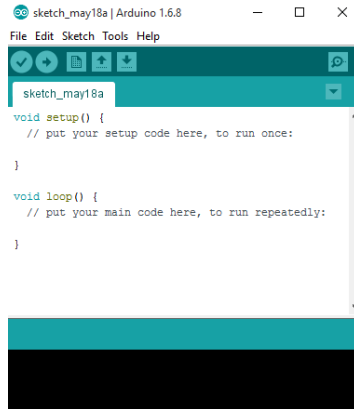 sketch_may18a | Arduino 1.6.8
File Edit Sketch Tools Help
sketch_may18a
void setup() {
  // put your setup code here, to run once:

}

void loop() {
  // put your main code here, to run repeatedly:

}